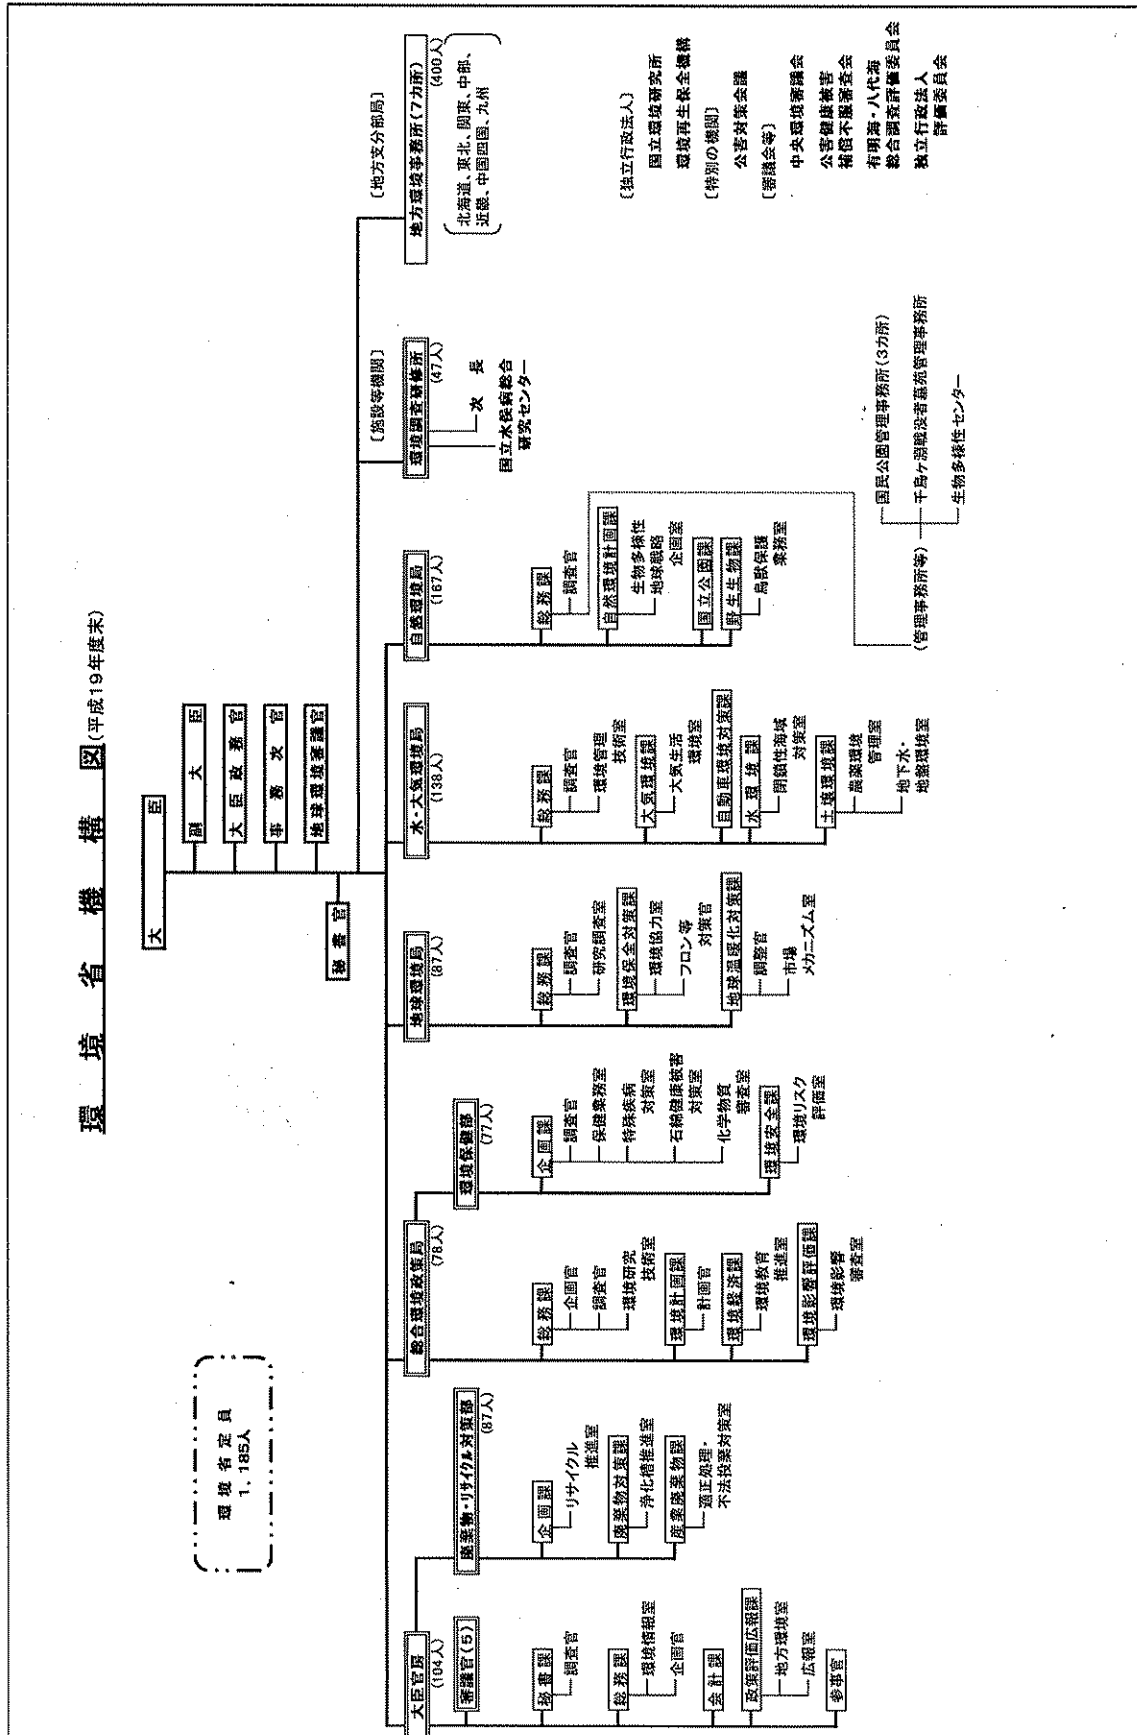 環境省機構図(平成19年度末)
環境省定員
1,185人
大臣
副大臣
大臣政務官
事務次官
地球環境審議官
秘書官
大臣官房
(104人)
審議官(5)
秘書課
調査官
総務課
環境情報室
企画官
会計課
政策評価広報課
地方環境室
広報室
参事官
廃棄物・リサイクル対策部
(87人)
企画課
リサイクル
推進室
廃棄物対策課
浄化槽推進室
産業廃棄物課
適正処理・
不法投棄対策室
総合環境政策局
(78人)
総務課
企画官
調査官
環境研究
技術室
環境計画課
計画官
環境経済課
環境教育
推進室
環境影響評価課
環境影響
審査室
環境保健部
(77人)
企画課
調査官
保健業務室
特殊疾病
対策室
石綿健康被害
対策室
化学物質
審査室
環境安全課
環境リスク
評価室
地球環境局
(87人)
総務課
調査官
研究調査室
環境保全対策課
環境協力室
フロン等
対策官
地球温暖化対策課
調整官
市場
メカニズム室
水・大気環境局
(138人)
総務課
調査官
環境管理
技術室
大気環境課
大気生活
環境室
自動車環境対策課
水環境課
閉鎖性海域
対策室
土壌環境課
農薬環境
管理室
地下水・
地盤環境室
自然環境局
(167人)
総務課
調査官
自然環境計画課
生物多様性
地球戦略
企画室
国立公園課
野生生物課
鳥獣保護
業務室
(管理事務所等)
国民公園管理事務所(3カ所)
千鳥ケ淵戦没者墓苑管理事務所
生物多様性センター
〔施設等機関〕
環境調査研修所
(47人)
次長
国立水俣病総合
研究センター
〔地方支分部局〕
地方環境事務所(7カ所)
(400人)
北海道、東北、関東、中部、
近畿、中国四国、九州
〔独立行政法人〕
国立環境研究所
環境再生保全機構
〔特別の機関〕
公害対策会議
〔審議会等〕
中央環境審議会
公害健康被害
補償不服審査会
有明海・八代海
総合調査評価委員会
独立行政法人
評価委員会